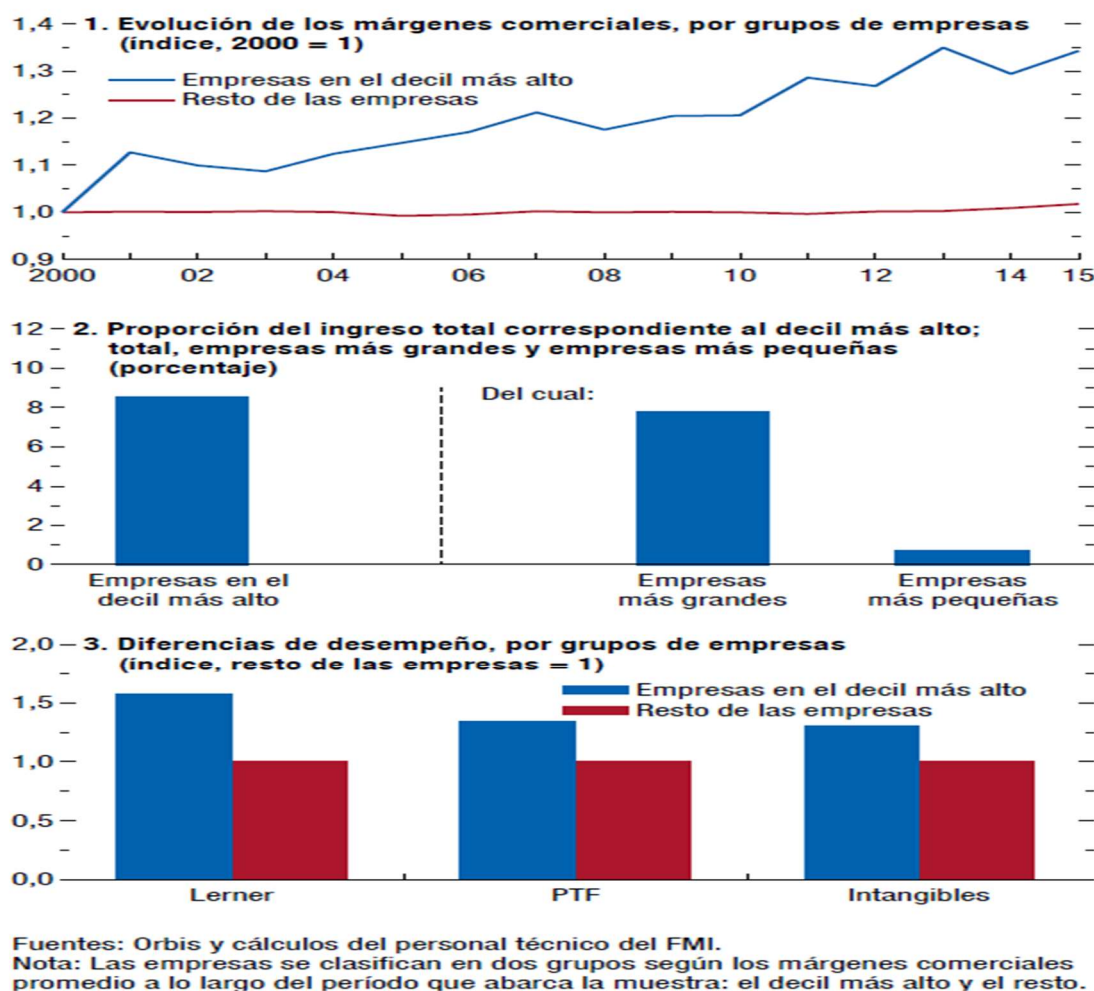 1. Evolución de los márgenes comerciales, por grupos de empresas
(índice, 2000 = 1)
Empresas en el decil más alto
Resto de las empresas
1,4
1,3
1,2
1,1
1,0
0,9
2000 02 04 06 08 10 12 14 15
2. Proporción del ingreso total correspondiente al decil más alto;
total, empresas más grandes y empresas más pequeñas
(porcentaje)
Del cual:
12
10
8
6
4
2
0
Empresas en el
decil más alto
Empresas
más grandes
Empresas
más pequeñas
3. Diferencias de desempeño, por grupos de empresas
(índice, resto de las empresas = 1)
Empresas en el decil más alto
Resto de las empresas
2,0
1,5
1,0
0,5
0,0
Lerner PTF Intangibles
Fuentes: Orbis y cálculos del personal técnico del FMI.
Nota: Las empresas se clasifican en dos grupos según los márgenes comerciales
promedio a lo largo del período que abarca la muestra: el decil más alto y el resto.